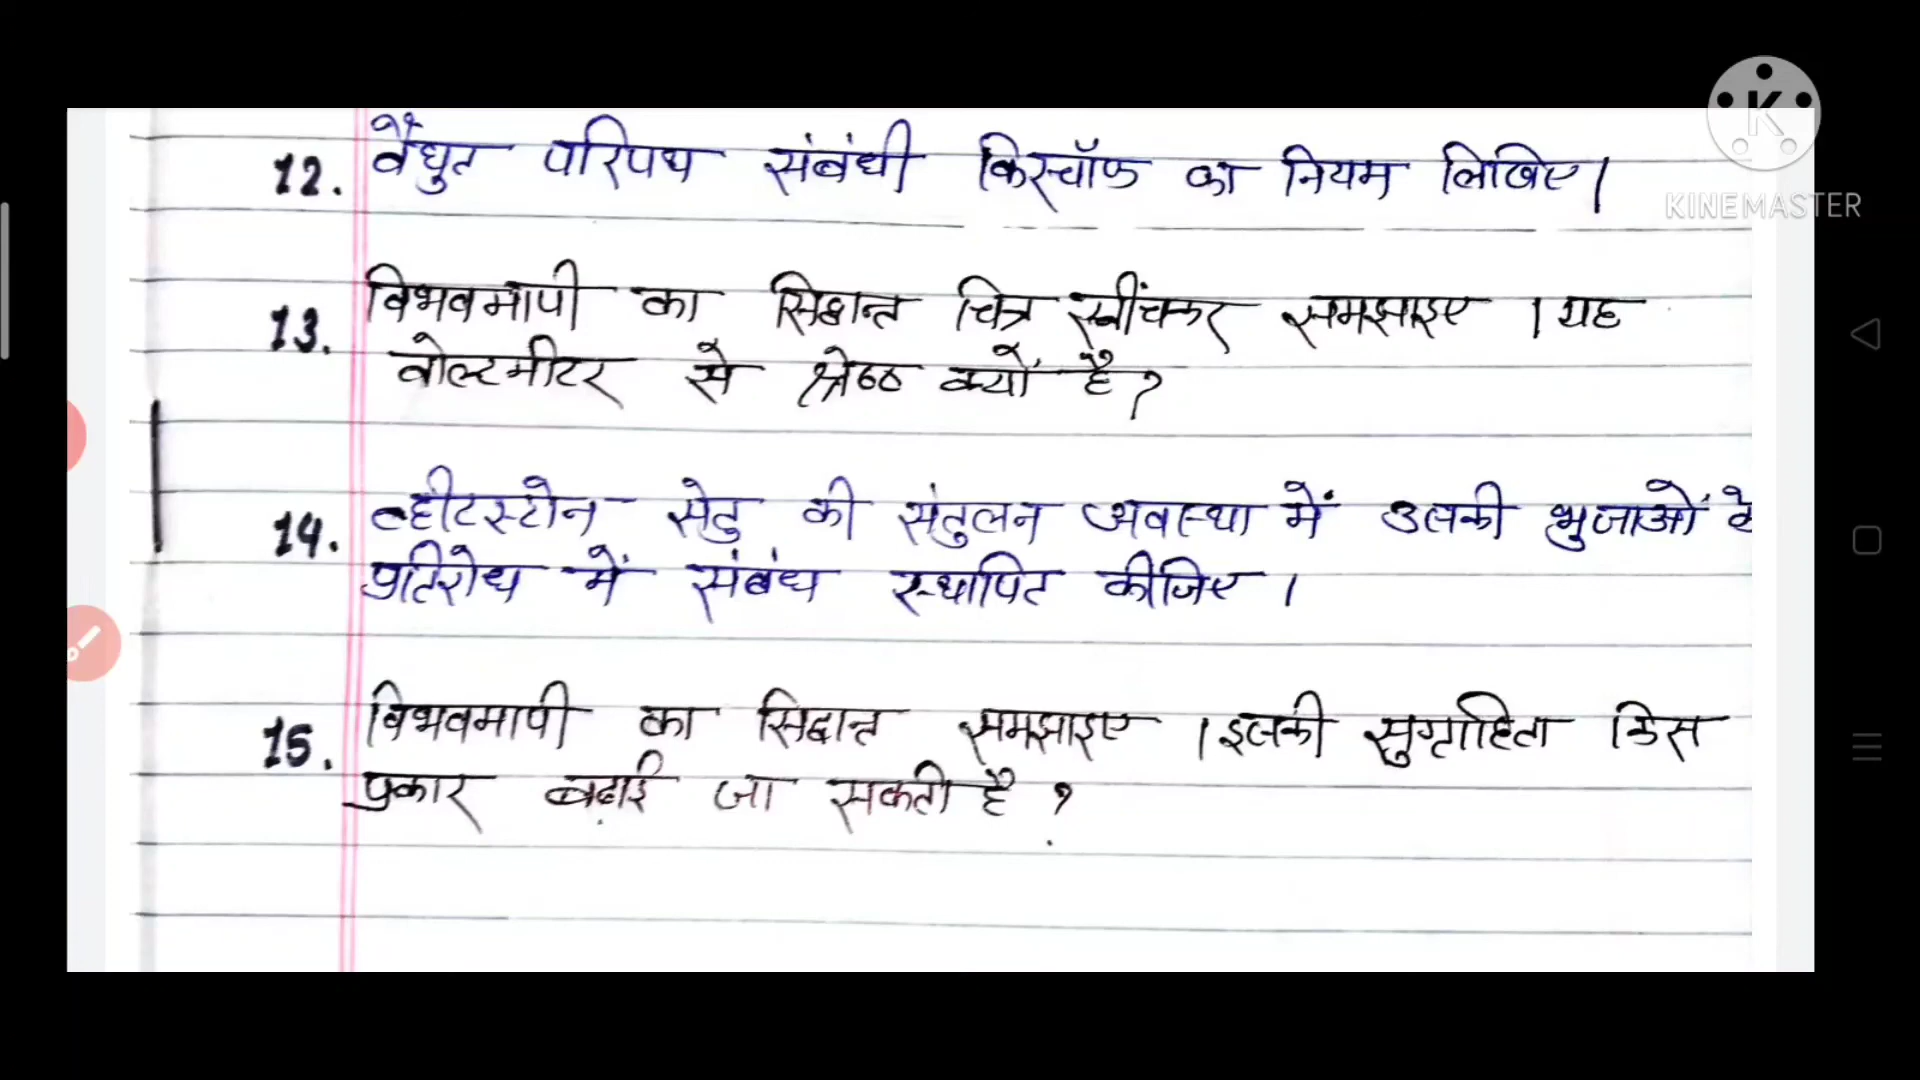 12. वैधुत परिपथ संबंधी किरचॉफ का नियम लिखिए।
KINEMASTER
13. विभवमापी का सिद्धान्त चित्र खींचकर समझाइए । यह
वोल्टमीटर से श्रेष्ठ क्यों है?
14. व्हीटस्टोन सेतु की संतुलन अवस्था में उसकी भुजाओं के
प्रतिरोध में संबंध स्थापित कीजिए ।
15. विभवमापी का सिद्धान्त समझाइए । इसकी सुग्राहिता किस
प्रकार बढ़ाई जा सकती है ?